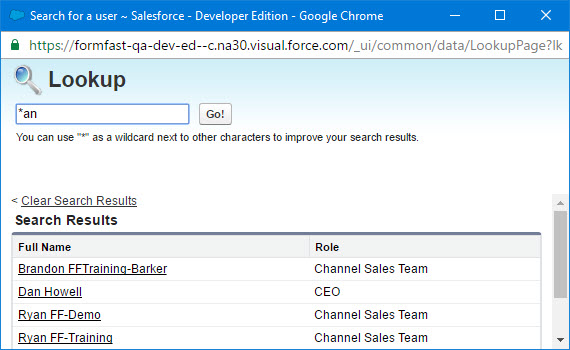 Search for a user ~ Salesforce - Developer Edition - Google Chrome
https://formfast-qa-dev-ed--c.na30.visual.force.com/_ui/common/data/LookupPage?lk
Lookup
*an Go!
You can use "*" as a wildcard next to other characters to improve your search results.
< Clear Search Results
Search Results
Full Name Role
Brandon FFTraining-Barker Channel Sales Team
Dan Howell CEO
Ryan FF-Demo Channel Sales Team
Ryan FF-Training Channel Sales Team